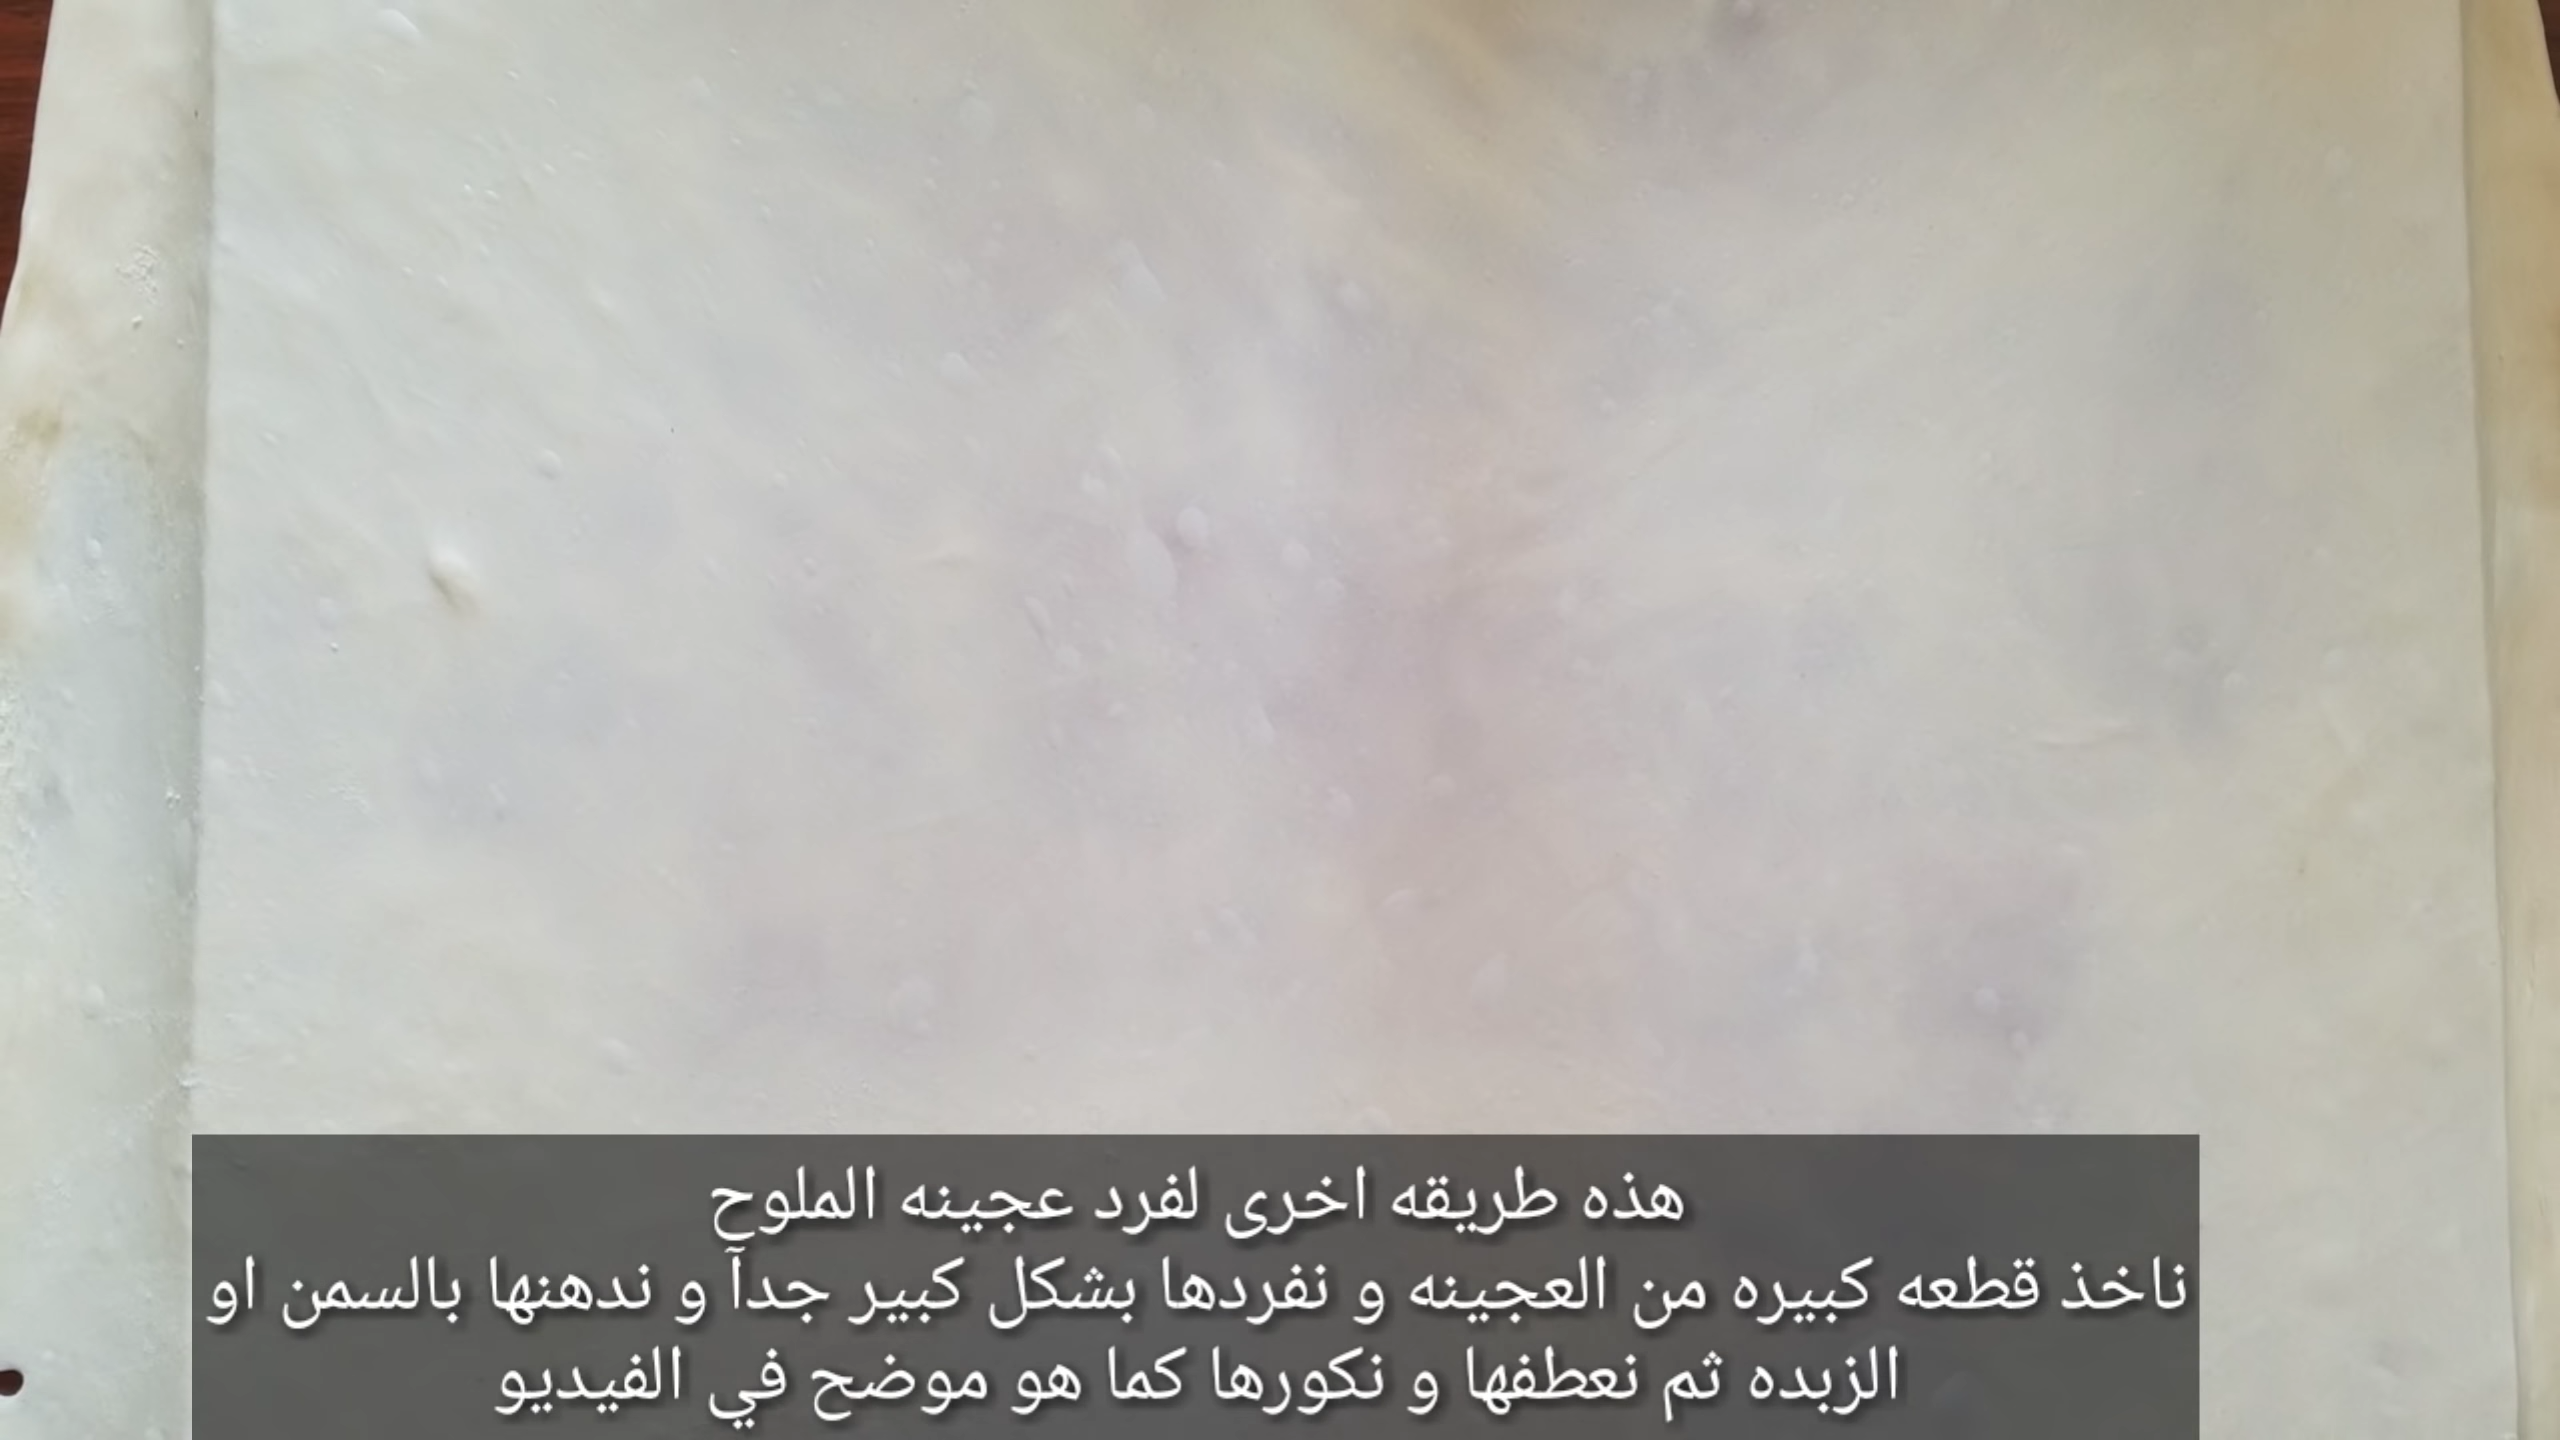 هذه طريقه اخرى لفرد عجينه الملوح
ناخذ قطعه كبيره من العجينه و نفردها بشكل كبير جدآ و ندهنها بالسمن او
الزبده ثم نعطفها و نكورها كما هو موضح في الفيديو